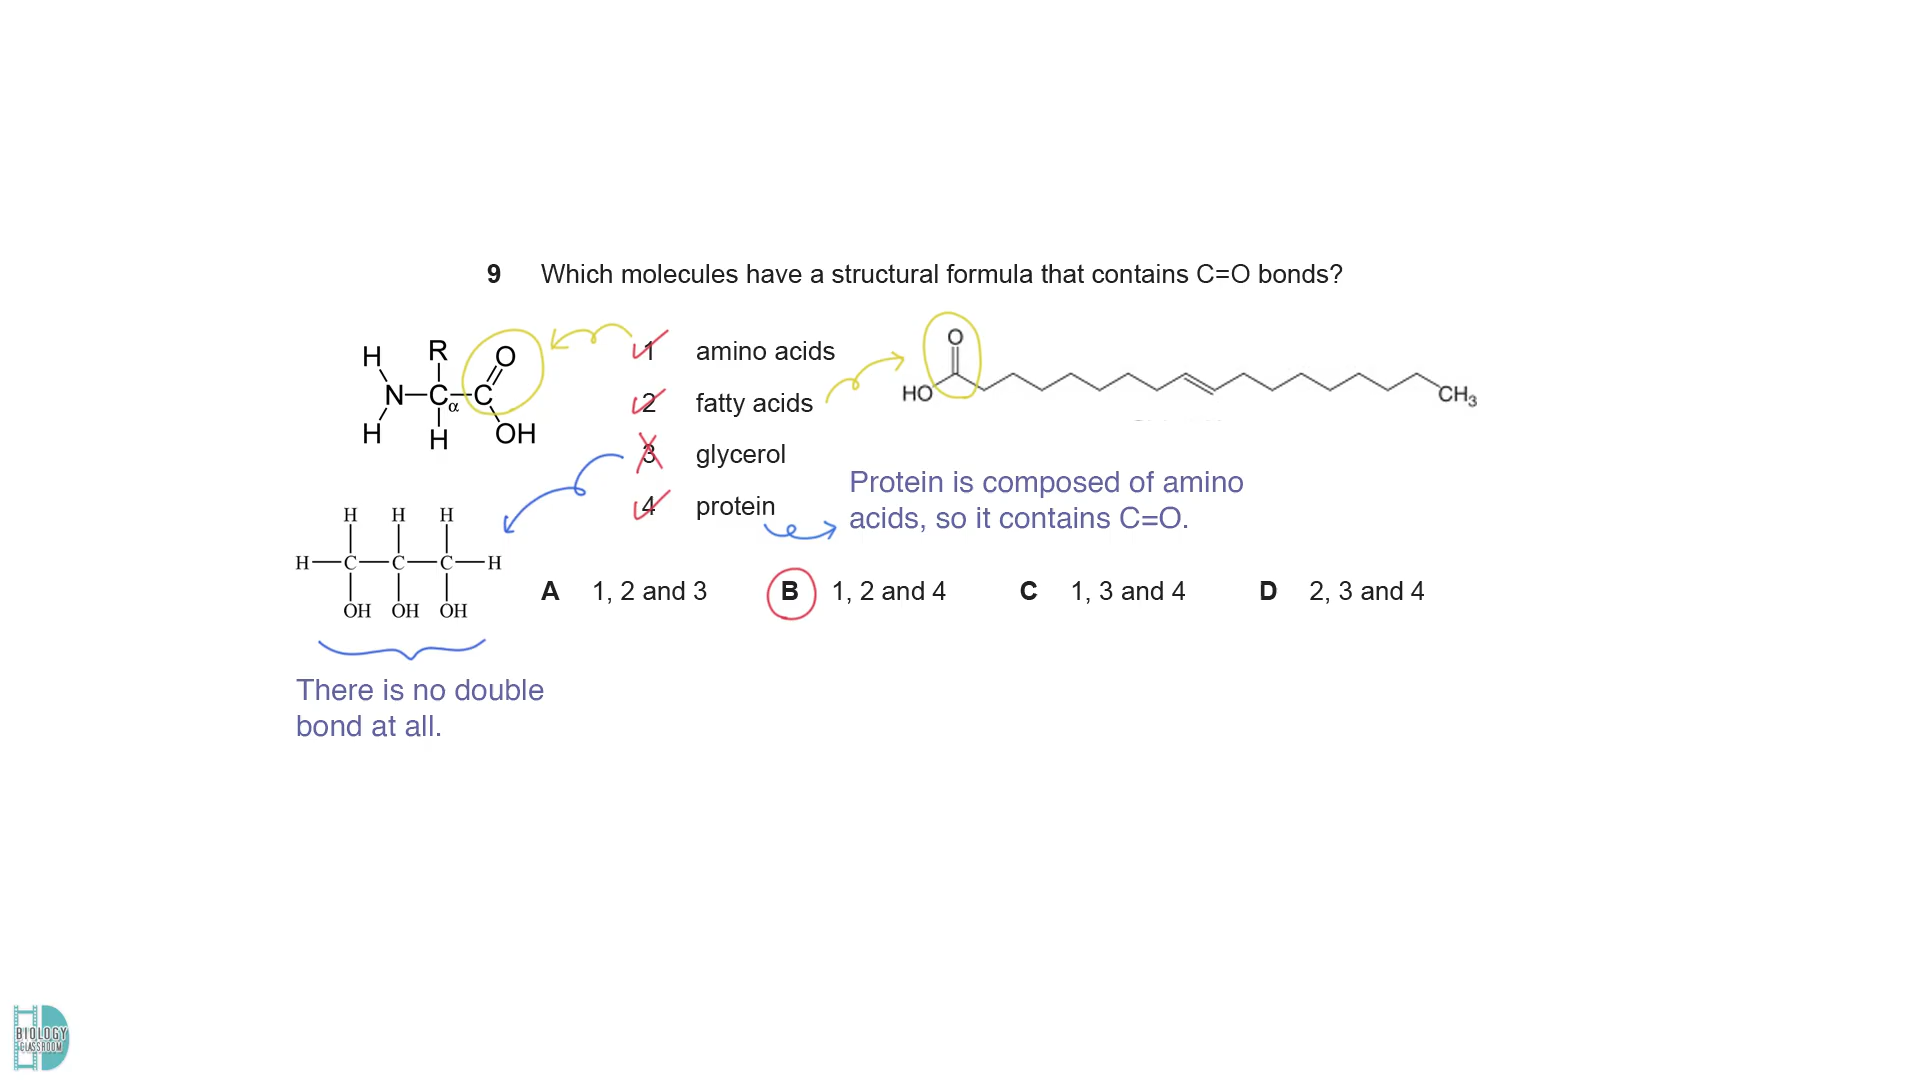 9 Which molecules have a structural formula that contains C=O bonds?
1 amino acids
2 fatty acids
3 glycerol
4 protein
H R O
N C α C
H H OH
O
HO CH3
Protein is composed of amino
acids, so it contains C=O.
H H H
H C C C H
OH OH OH
A 1, 2 and 3 B 1, 2 and 4 C 1, 3 and 4 D 2, 3 and 4
There is no double
bond at all.
BIOLOGY
CLASSROOM